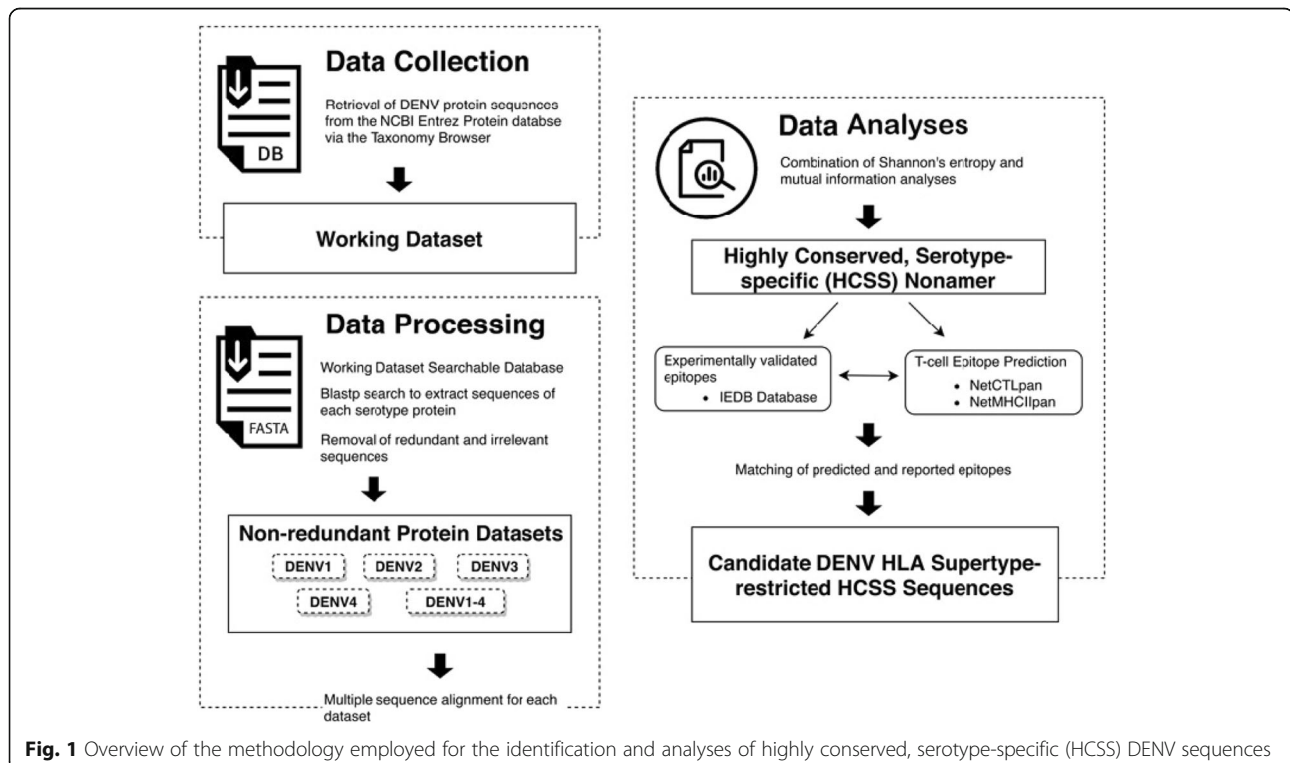 Data Collection
Retrieval of DENV protein sequences
from the NCBI Entrez Protein databse
via the Taxonomy Browser
DB
Working Dataset
Data Processing
Working Dataset Searchable Database
Blastp search to extract sequences of
each serotype protein
Removal of redundant and irrelevant
sequences
FASTA
Non-redundant Protein Datasets
DENV1
DENV2
DENV3
DENV4
DENV1-4
Multiple sequence alignment for each
dataset
Data Analyses
Combination of Shannon's entropy and
mutual information analyses
Highly Conserved, Serotype-
specific (HCSS) Nonamer
Experimentally validated
epitopes
• IEDB Database
T-cell Epitope Prediction
• NetCTLpan
• NetMHCIIpan
Matching of predicted and reported epitopes
Candidate DENV HLA Supertype-
restricted HCSS Sequences
Fig. 1 Overview of the methodology employed for the identification and analyses of highly conserved, serotype-specific (HCSS) DENV sequences